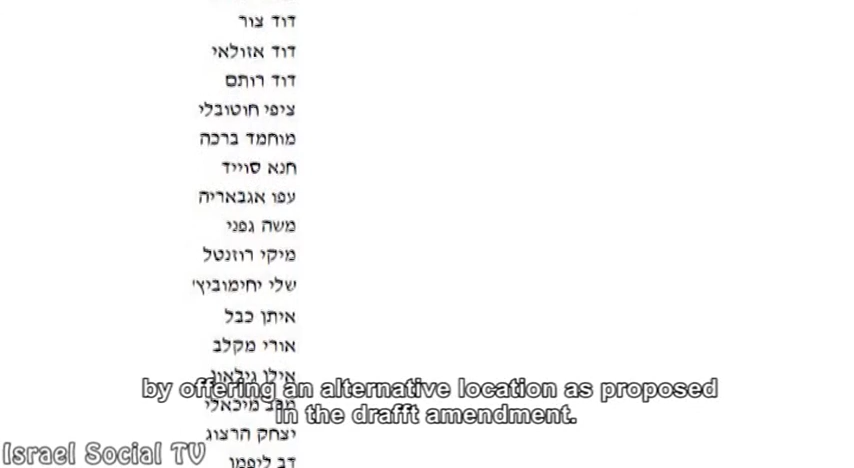 דוד צור
דוד אזולאי
דוד רותם
ציפי חוטובלי
מוחמד ברכה
חנא סוייד
עפו אגבאריה
משה גפני
מיקי רוזנטל
שלי יחימוביץ'
איתן כבל
אורי מקלב
אילן גילאון
by offering an alternative location as proposed
מיכאלי
in the drafft amendment.
יצחק הרצוג
דב ליפמן
Israel Social TV